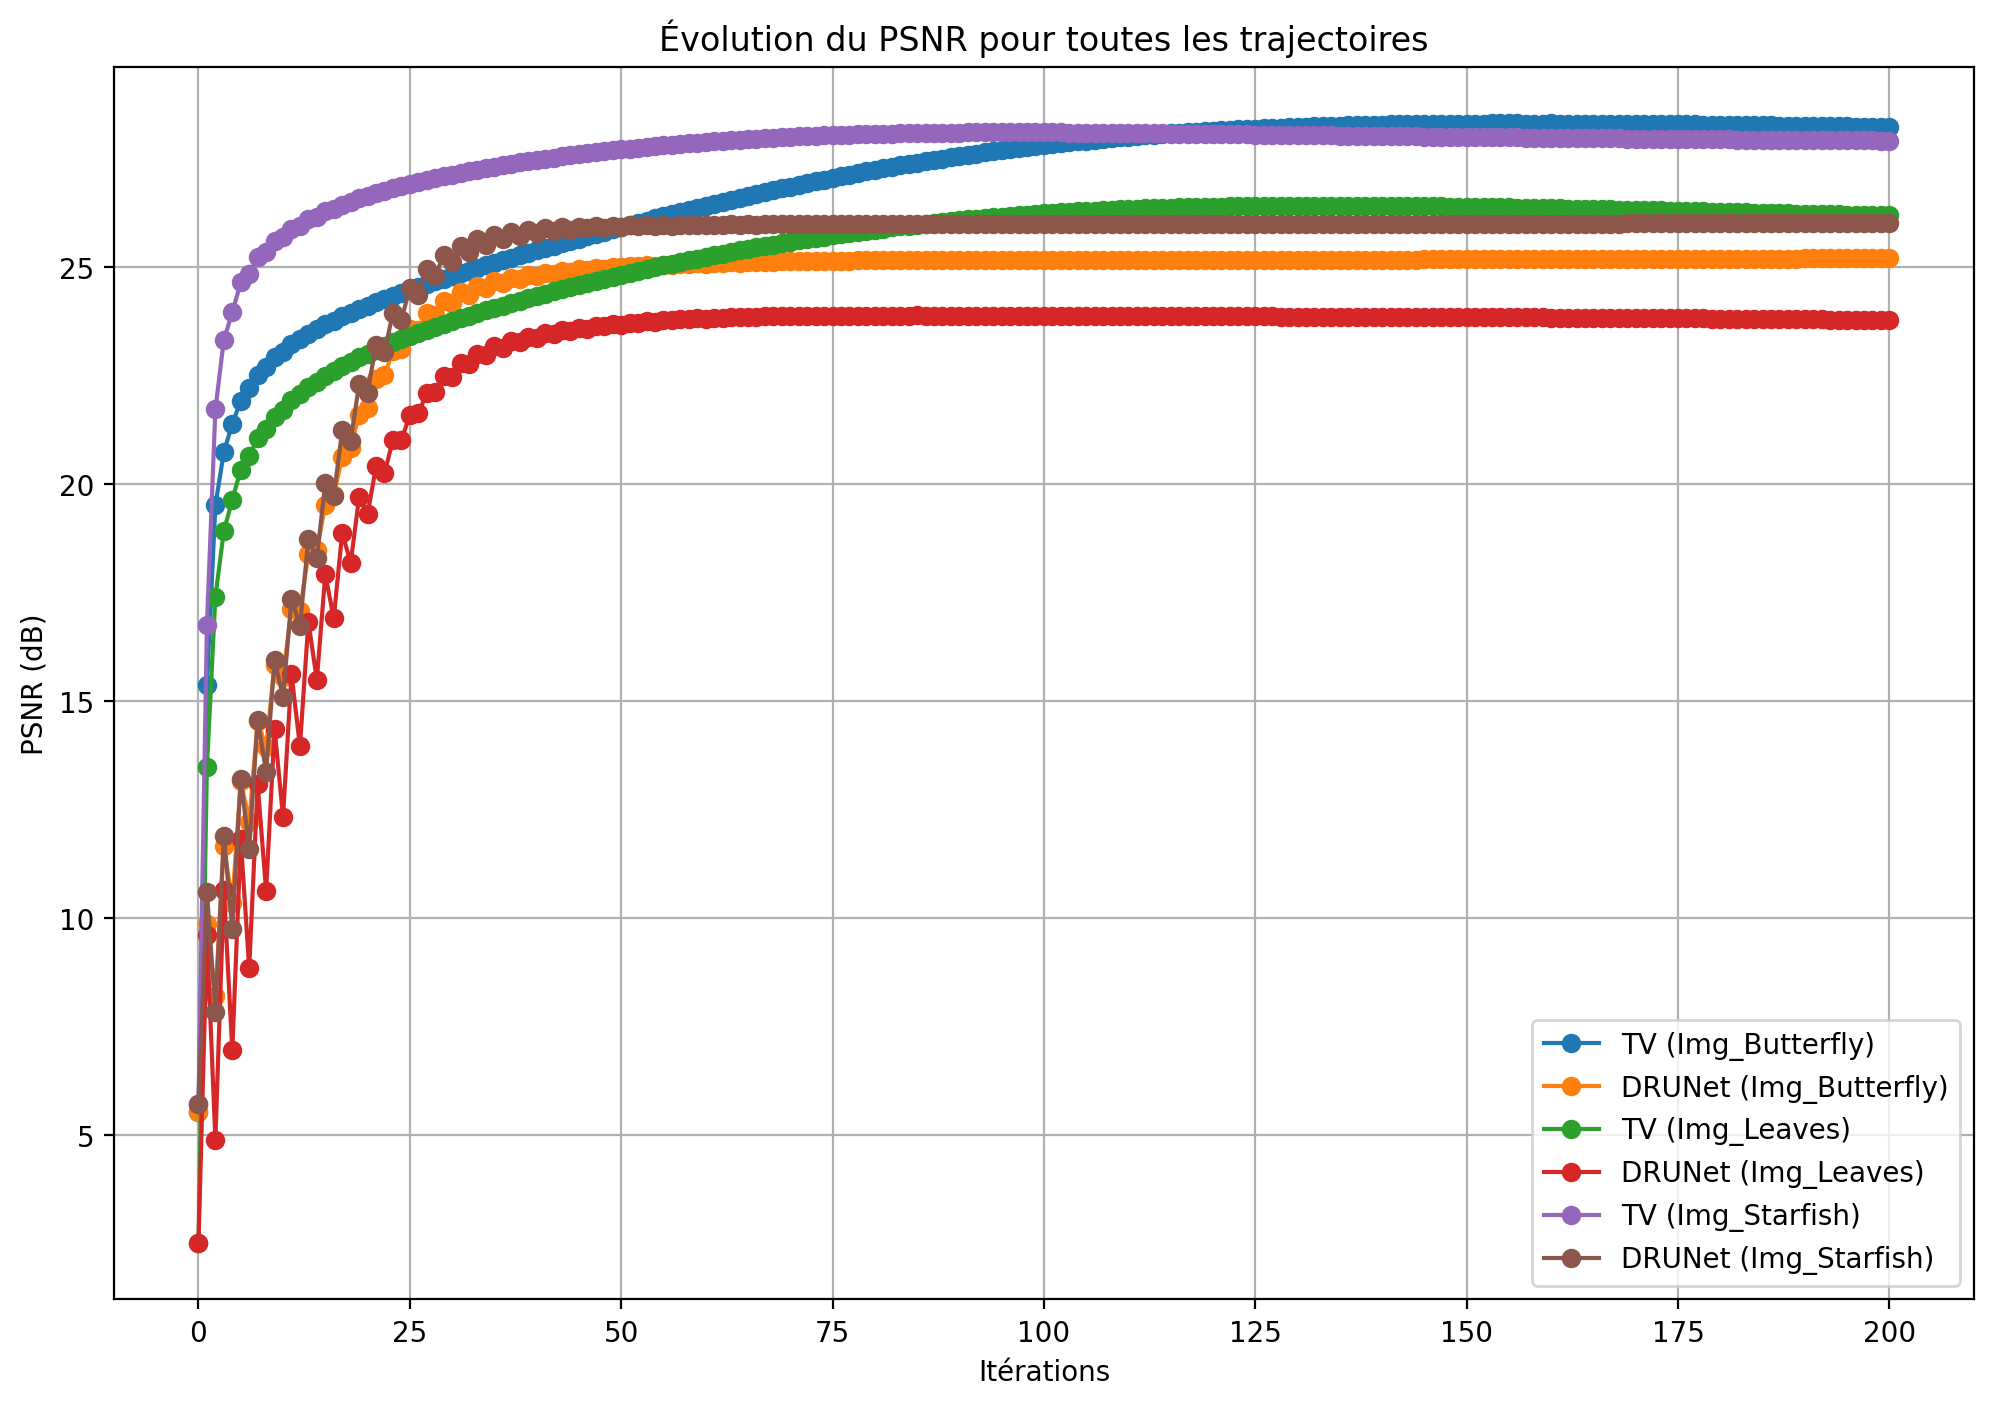 Évolution du PSNR pour toutes les trajectoires
PSNR (dB)
25
20
15
10
5
0 25 50 75 100 125 150 175 200
Itérations
TV (Img_Butterfly)
DRUNet (Img_Butterfly)
TV (Img_Leaves)
DRUNet (Img_Leaves)
TV (Img_Starfish)
DRUNet (Img_Starfish)